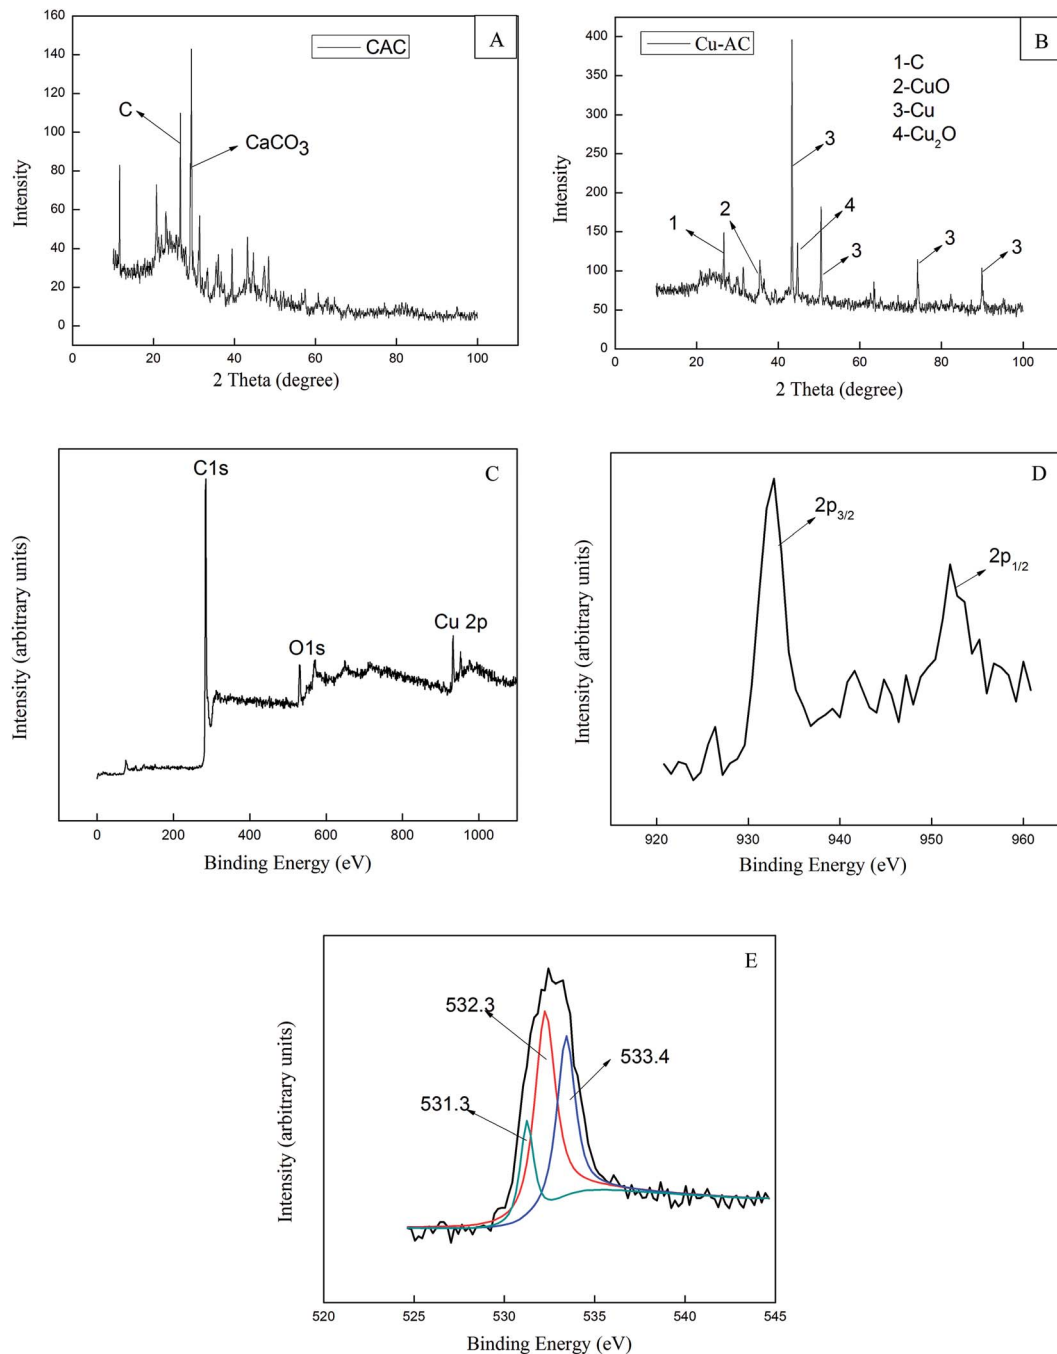 A
CAC
C
CaCO3
160
140
120
100
80
60
40
20
0
Intensity
0 20 40 60 80 100
2 Theta (degree)
B
Cu-AC
1-C
2-CuO
3-Cu
4-Cu2O
400
350
300
250
200
150
100
50
0
Intensity
1
2
3
4
3
3
3
0 20 40 60 80 100
2 Theta (degree)
C
C1s
O1s
Cu 2p
Intensity (arbitrary units)
0 200 400 600 800 1000
Binding Energy (eV)
D
2p3/2
2p1/2
Intensity (arbitrary units)
920 930 940 950 960
Binding Energy (eV)
E
532.3
533.4
531.3
Intensity (arbitrary units)
520 525 530 535 540 545
Binding Energy (eV)